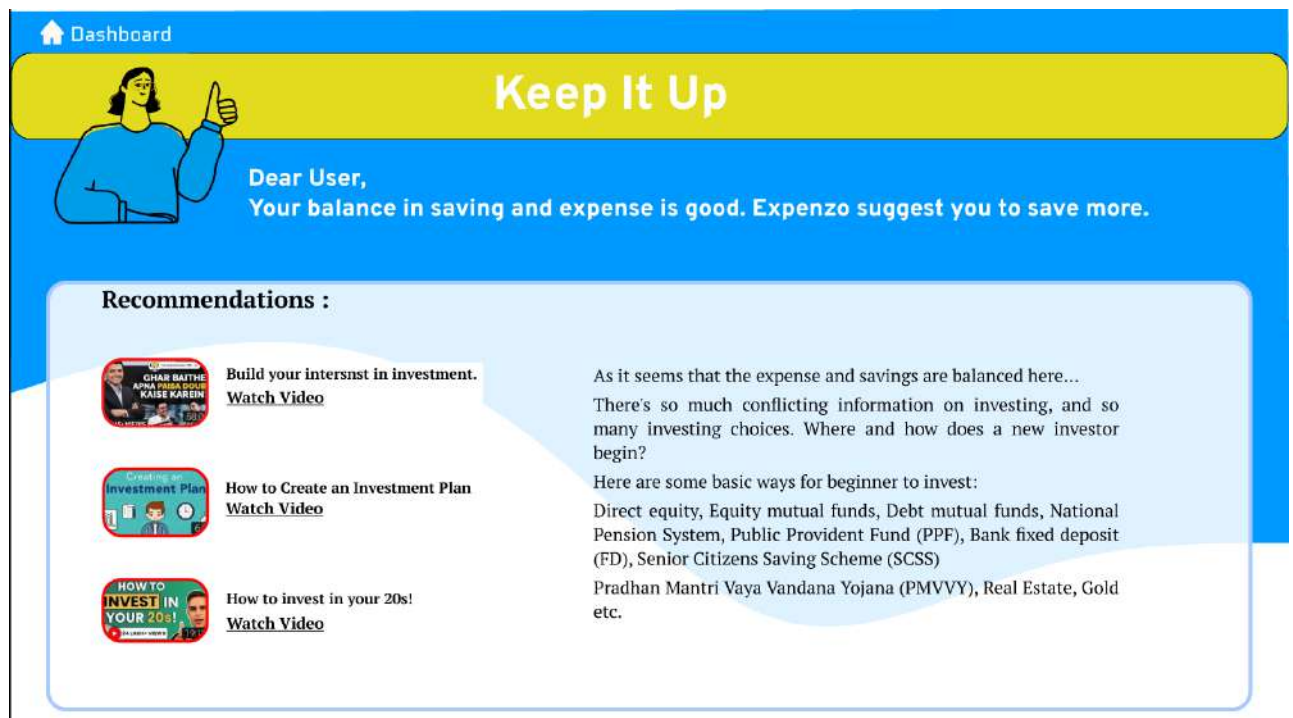 Dashboard
Keep It Up
Dear User,
Your balance in saving and expense is good. Expenzo suggest you to save more.
Recommendations :
GHAR BAITHE
APNA PAISA DOUR
KAISE KAREIN
Build your intersnst in investment.
Watch Video
Creating an
Investment Plan
How to Create an Investment Plan
Watch Video
HOW TO
INVEST IN
YOUR 20s!
How to invest in your 20s!
Watch Video
As it seems that the expense and savings are balanced here...
There's so much conflicting information on investing, and so
many investing choices. Where and how does a new investor
begin?
Here are some basic ways for beginner to invest:
Direct equity, Equity mutual funds, Debt mutual funds, National
Pension System, Public Provident Fund (PPF), Bank fixed deposit
(FD), Senior Citizens Saving Scheme (SCSS)
Pradhan Mantri Vaya Vandana Yojana (PMVVY), Real Estate, Gold
etc.